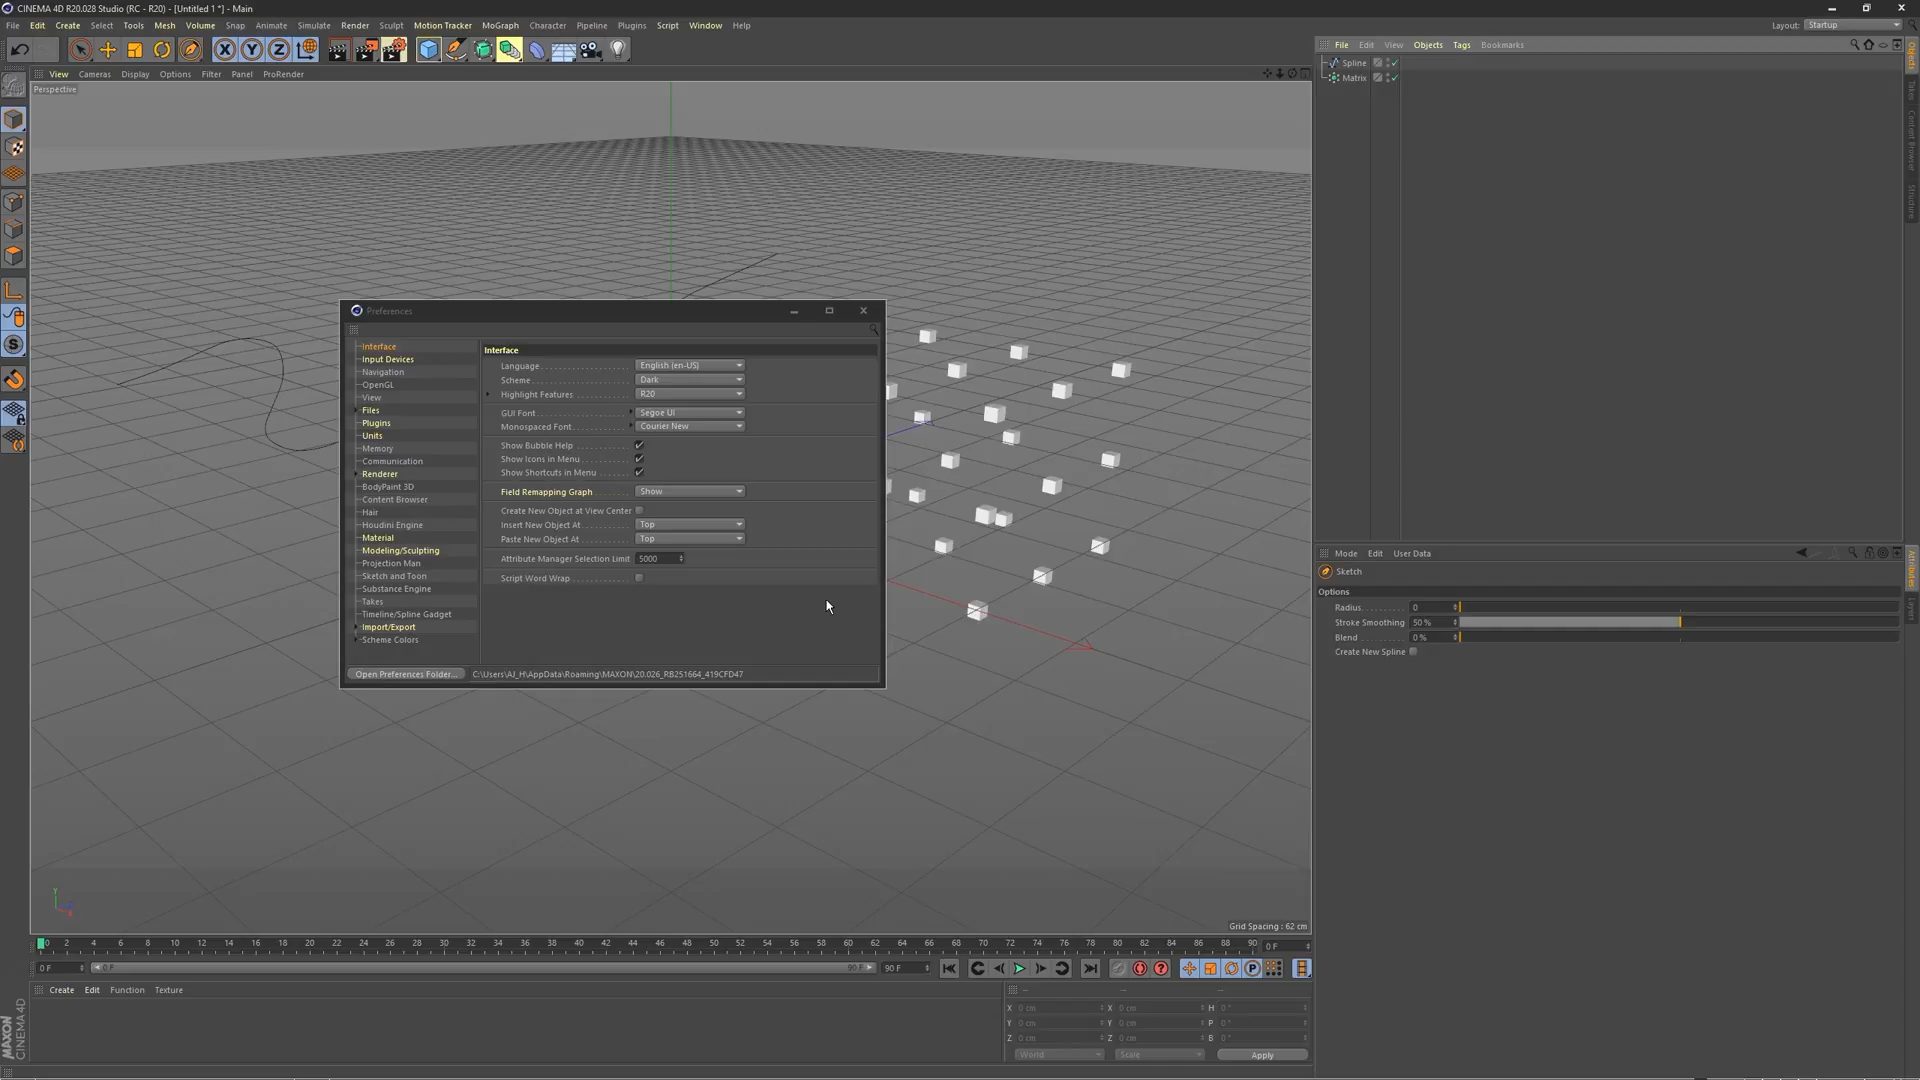 CINEMA 4D R20.028 Studio (RC - R20) - [Untitled 1 *] - Main
File Edit Create Select Tools Mesh Volume Snap Animate Simulate Render Sculpt Motion Tracker MoGraph Character Pipeline Plugins Script Window Help
Layout: Startup
File Edit View Objects Tags Bookmarks
View Cameras Display Options Filter Panel ProRender
Perspective
Spline
Matrix
Objects
Takes
Content Browser
Structure
Preferences
Interface
Input Devices
Navigation
OpenGL
View
Files
Plugins
Units
Memory
Communication
Renderer
BodyPaint 3D
Content Browser
Hair
Houdini Engine
Material
Modeling/Sculpting
Projection Man
Sketch and Toon
Substance Engine
Takes
Timeline/Spline Gadget
Import/Export
Scheme Colors
Interface
Language English (en-US)
Scheme Dark
Highlight Features R20
GUI Font Segoe UI
Monospaced Font Courier New
Show Bubble Help
Show Icons in Menu
Show Shortcuts in Menu
Field Remapping Graph Show
Create New Object at View Center
Insert New Object At Top
Paste New Object At Top
Attribute Manager Selection Limit 5000
Script Word Wrap
Open Preferences Folder... C:\Users\AJ_H\AppData\Roaming\MAXON\20.026_RB251664_419CFD47
Mode Edit User Data
Sketch
Options
Radius 0
Stroke Smoothing 50 %
Blend 0 %
Create New Spline
Attributes
Layers
Y
X
Grid Spacing : 62 cm
0 2 4 6 8 10 12 14 16 18 20 22 24 26 28 30 32 34 36 38 40 42 44 46 48 50 52 54 56 58 60 62 64 66 68 70 72 74 76 78 80 82 84 86 88 90 0 F
0 F 0 F 90 F 90 F
Create Edit Function Texture
X 0 cm X 0 cm H 0 °
Y 0 cm Y 0 cm P 0 °
Z 0 cm Z 0 cm B 0 °
World Scale Apply
MAXON
CINEMA 4D